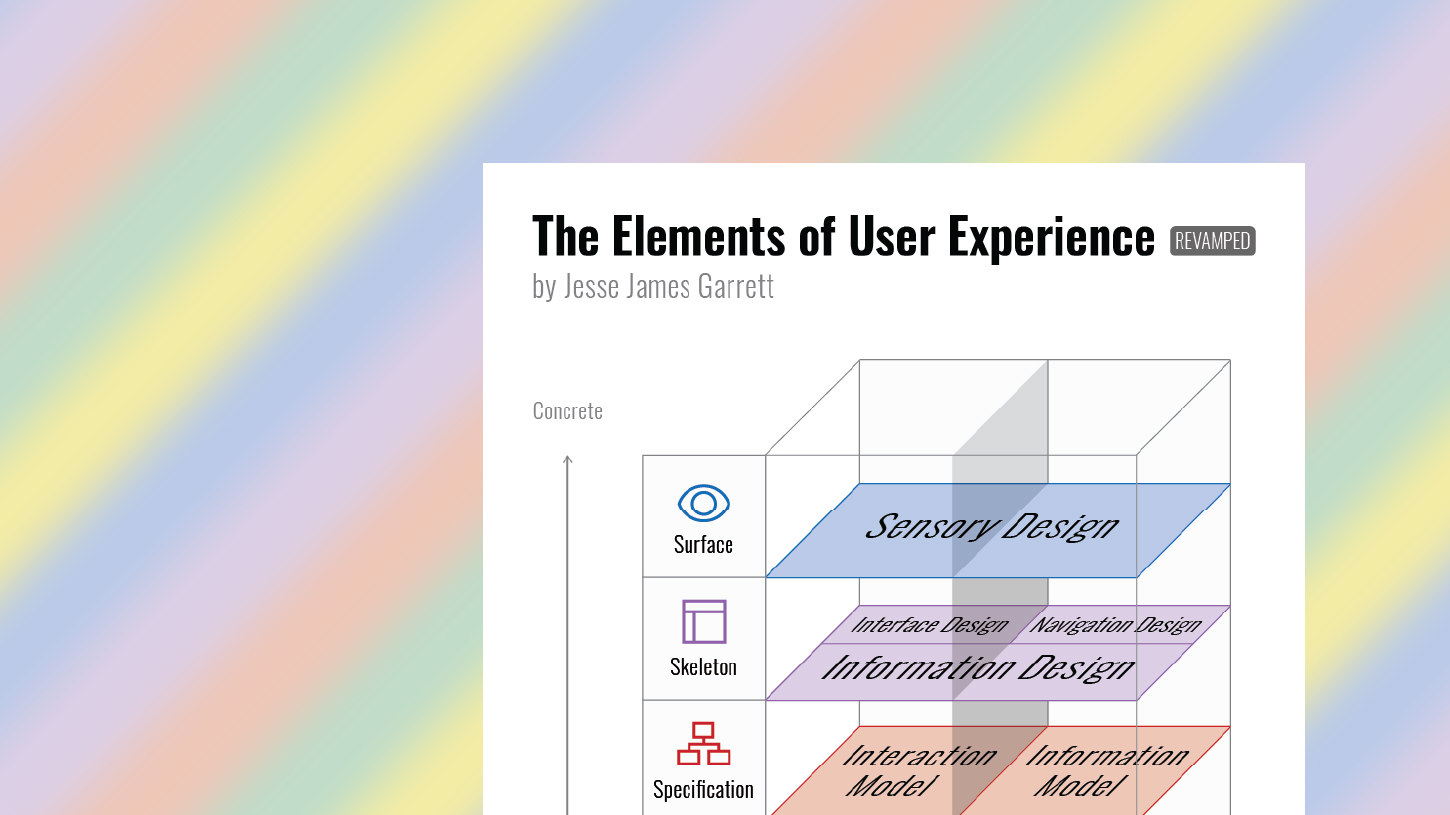 The Elements of User Experience REVAMPED
by Jesse James Garrett
Concrete
Surface
Sensory Design
Skeleton
Interface Design Navigation Design
Information Design
Specification
Interaction Model
Information Model